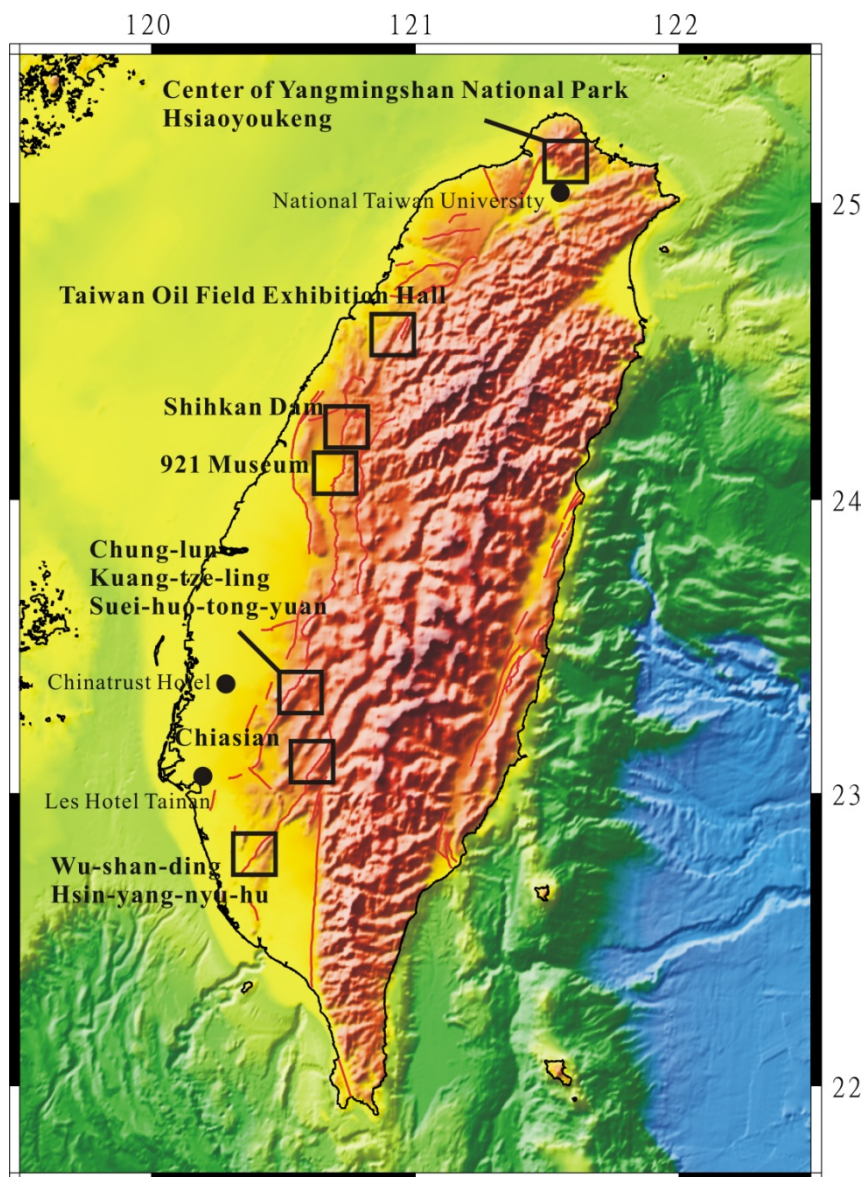 120 121 122
Center of Yangmingshan National Park
Hsiaoyoukeng
National Taiwan University
25
Taiwan Oil Field Exhibition Hall
Shihkan Dam
921 Museum
24
Chung-lun
Kuang-tze-ling
Suei-huo-tong-yuan
Chinatrust Hotel
Chiasian
23
Les Hotel Tainan
Wu-shan-ding
Hsin-yang-nyu-hu
22